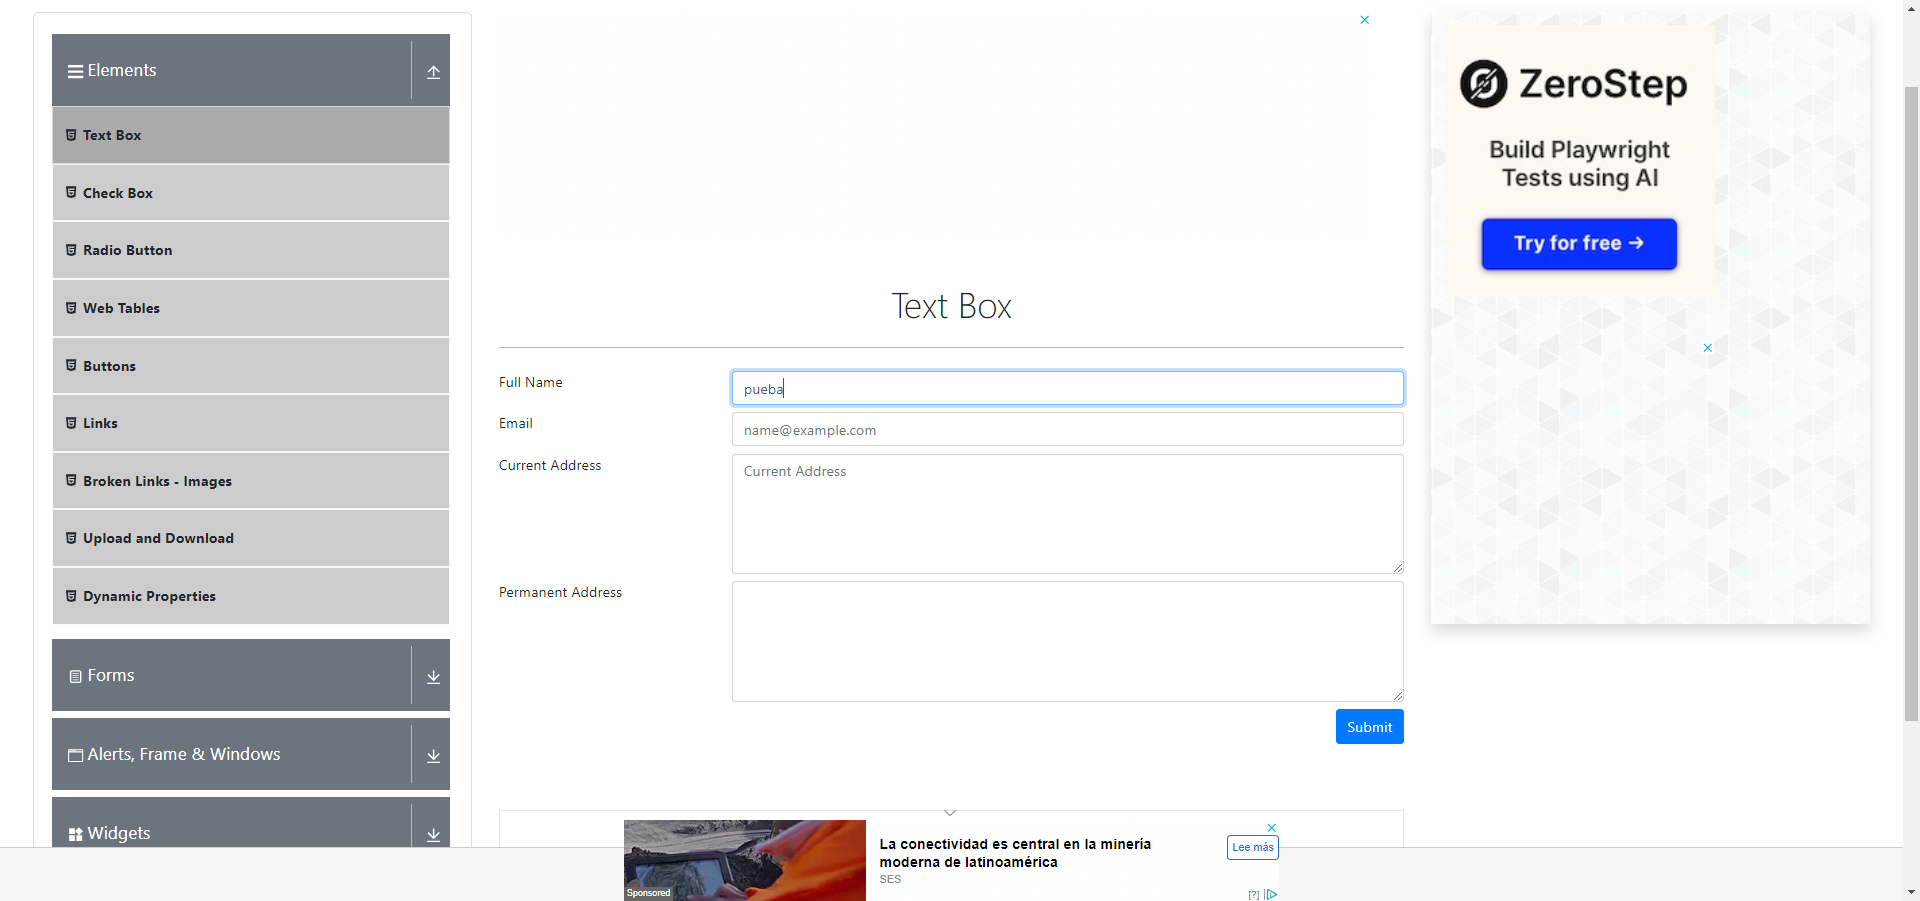 Elements
Text Box
Check Box
Radio Button
Web Tables
Buttons
Links
Broken Links - Images
Upload and Download
Dynamic Properties
Forms
Alerts, Frame & Windows
Widgets
Text Box
Full Name
pueba
Email
name@example.com
Current Address
Current Address
Permanent Address
Submit
ZeroStep
Build Playwright
Tests using AI
Try for free →
Sponsored
La conectividad es central en la minería
moderna de latinoamérica
SES
Lee más
[?]